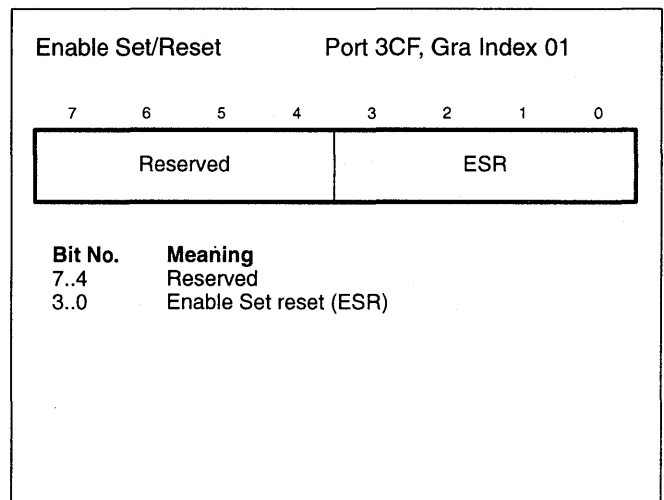 Enable Set/Reset Port 3CF, Gra Index 01
7 6 5 4 3 2 1 0
Reserved ESR
Bit No. Meaning
7..4 Reserved
3..0 Enable Set reset (ESR)